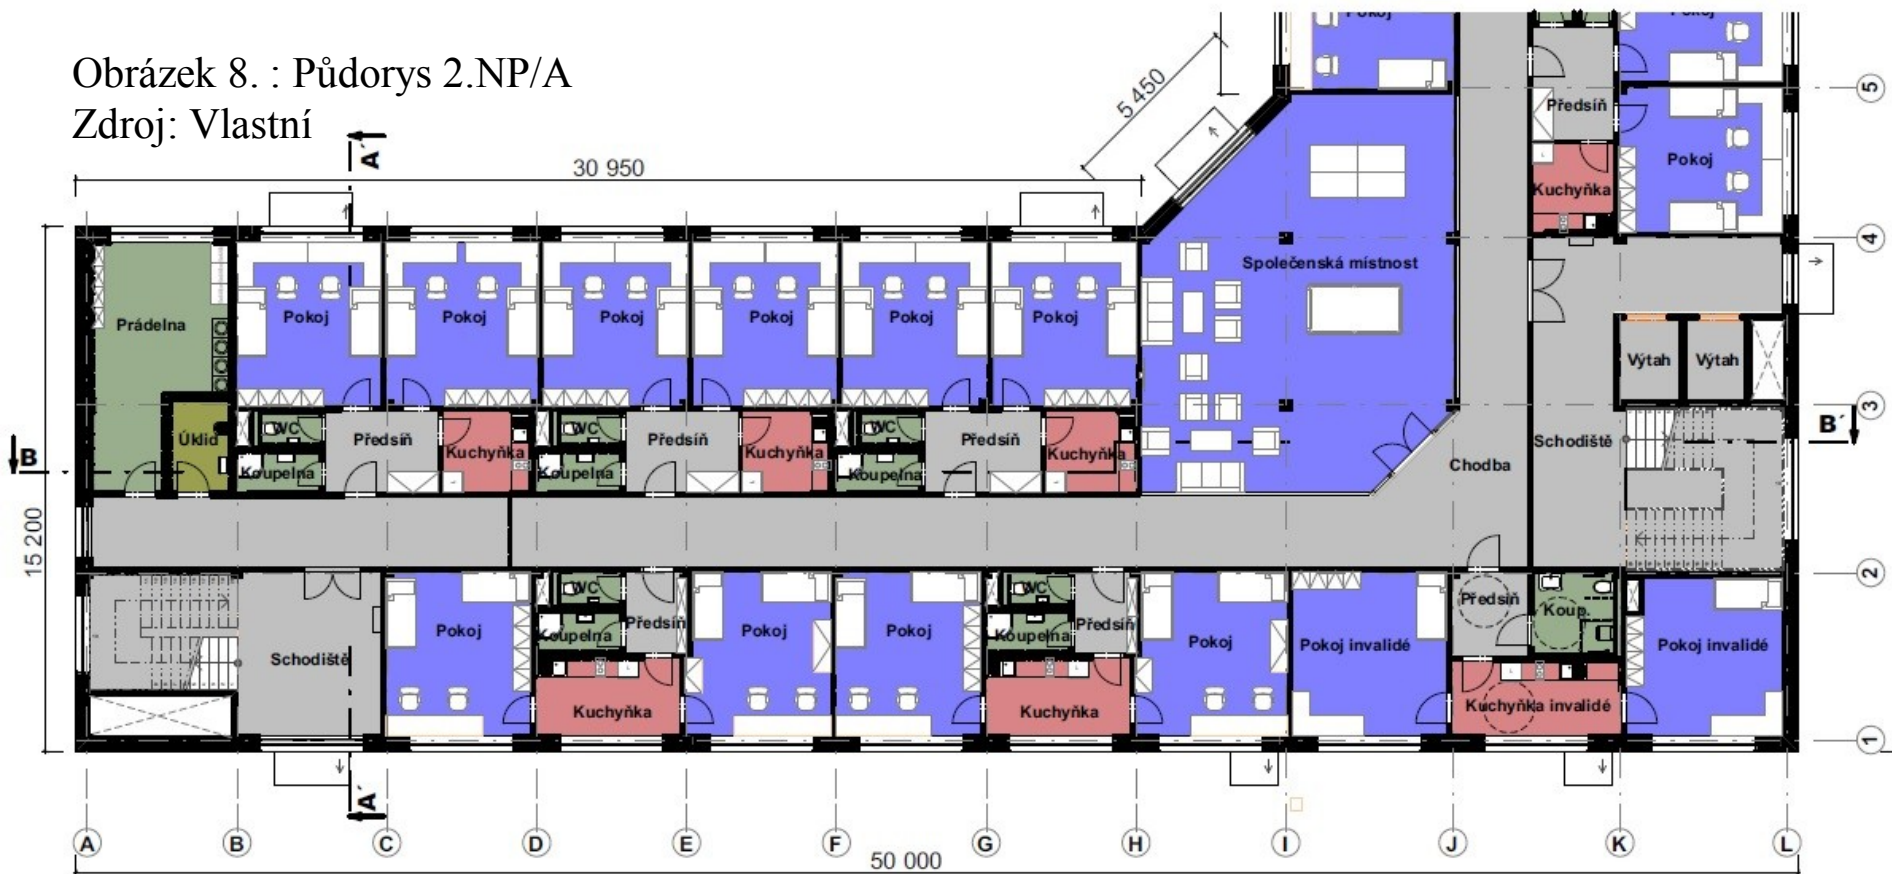 Obrázek 8. : Půdorys 2.NP/A
Zdroj: Vlastní
A´
30 950
5 450
Pokoj
Pokoj
5
Předsíň
Pokoj
Kuchyňka
4
Společenská místnost
Prádelna
Pokoj
Pokoj
Pokoj
Pokoj
Pokoj
Pokoj
Výtah
Výtah
3
Úklid
WC
Předsíň
WC
Předsíň
WC
Předsíň
Schodiště
B´
B
Koupelna
Kuchyňka
Koupelna
Kuchyňka
Koupelna
Kuchyňka
Chodba
15 200
2
WC
WC
Předsíň
Koup.
Schodiště
Pokoj
Koupelna
Předsíň
Pokoj
Pokoj
Koupelna
Předsíň
Pokoj
Pokoj invalidé
Pokoj invalidé
Kuchyňka
Kuchyňka
Kuchyňka invalidé
1
A´
A
B
C
D
E
F
G
H
I
J
K
L
50 000